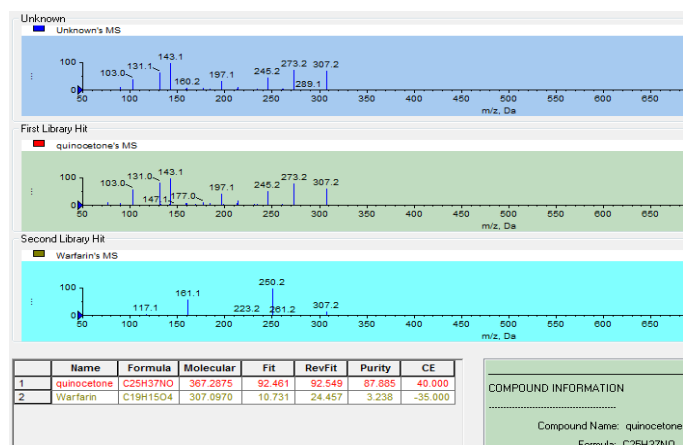 Unknown
Unknown's MS
100
0
143.1
131.1
103.0
160.2
197.1
245.2
273.2
289.1
307.2
50 100 150 200 250 300 350 400 450 500 550 600 650
m/z, Da
First Library Hit
quinocetone's MS
100
0
143.1
131.0
103.0
147.1
177.0
197.1
245.2
273.2
307.2
50 100 150 200 250 300 350 400 450 500 550 600 650
m/z, Da
Second Library Hit
Warfarin's MS
100
0
250.2
161.1
117.1
223.2
261.2
307.2
50 100 150 200 250 300 350 400 450 500 550 600 650
m/z, Da
Name Formula Molecular Fit RevFit Purity CE
1 quinocetone C25H37NO 367.2875 92.461 92.549 87.885 40.000
2 Warfarin C19H15O4 307.0970 10.731 24.457 3.238 -35.000
COMPOUND INFORMATION
Compound Name: quinocetone
Formula: C25H37NO